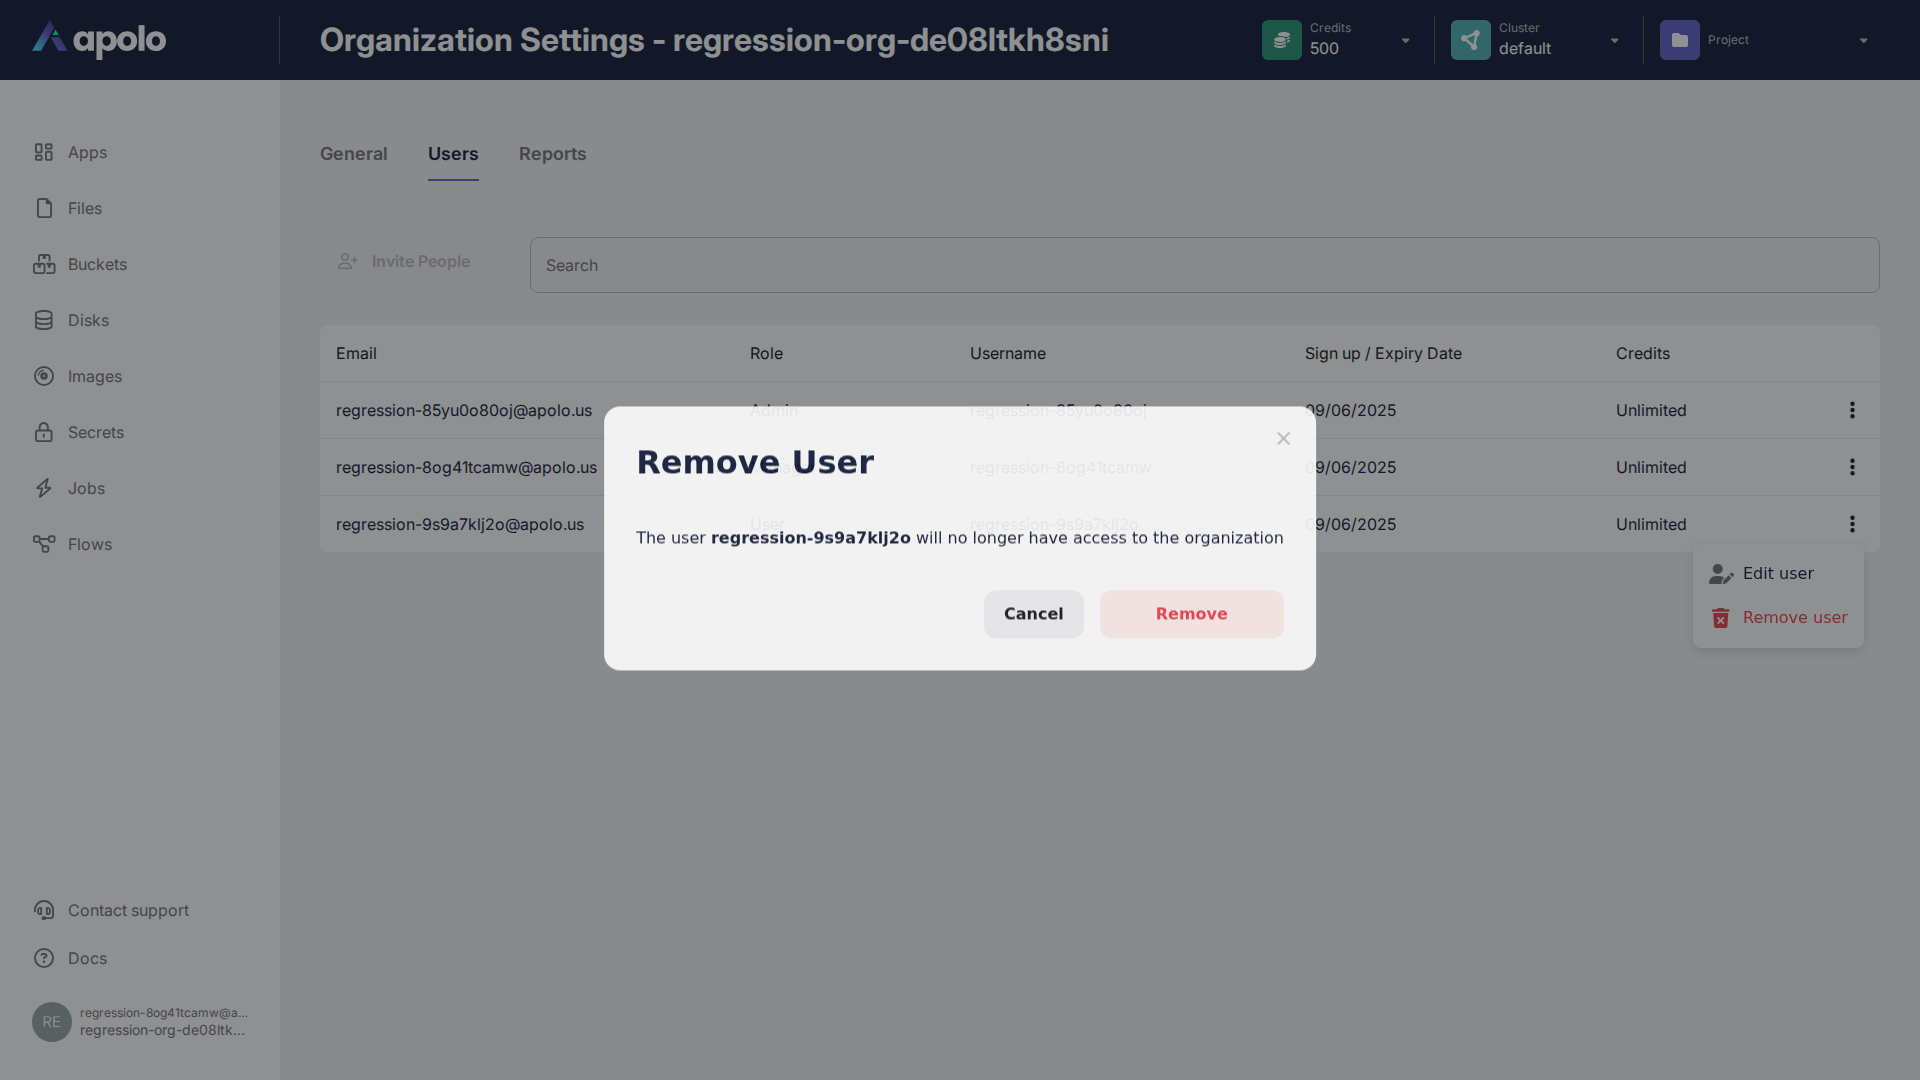 apolo
Organization Settings - regression-org-de08ltkh8sni
Credits
500
Cluster
default
Project
Apps
Files
Buckets
Disks
Images
Secrets
Jobs
Flows
General Users Reports
Invite People
Search
Email Role Username Sign up / Expiry Date Credits
regression-85yu0o80oj@apolo.us Admin regression-85yu0o80oj 09/06/2025 Unlimited
regression-8og41tcamw@apolo.us regression-8og41tcamw 09/06/2025 Unlimited
regression-9s9a7klj2o@apolo.us User regression-9s9a7klj2o 09/06/2025 Unlimited
Remove User
The user regression-9s9a7klj2o will no longer have access to the organization
Cancel Remove
Edit user
Remove user
Contact support
Docs
RE
regression-8og41tcamw@a...
regression-org-de08ltk...